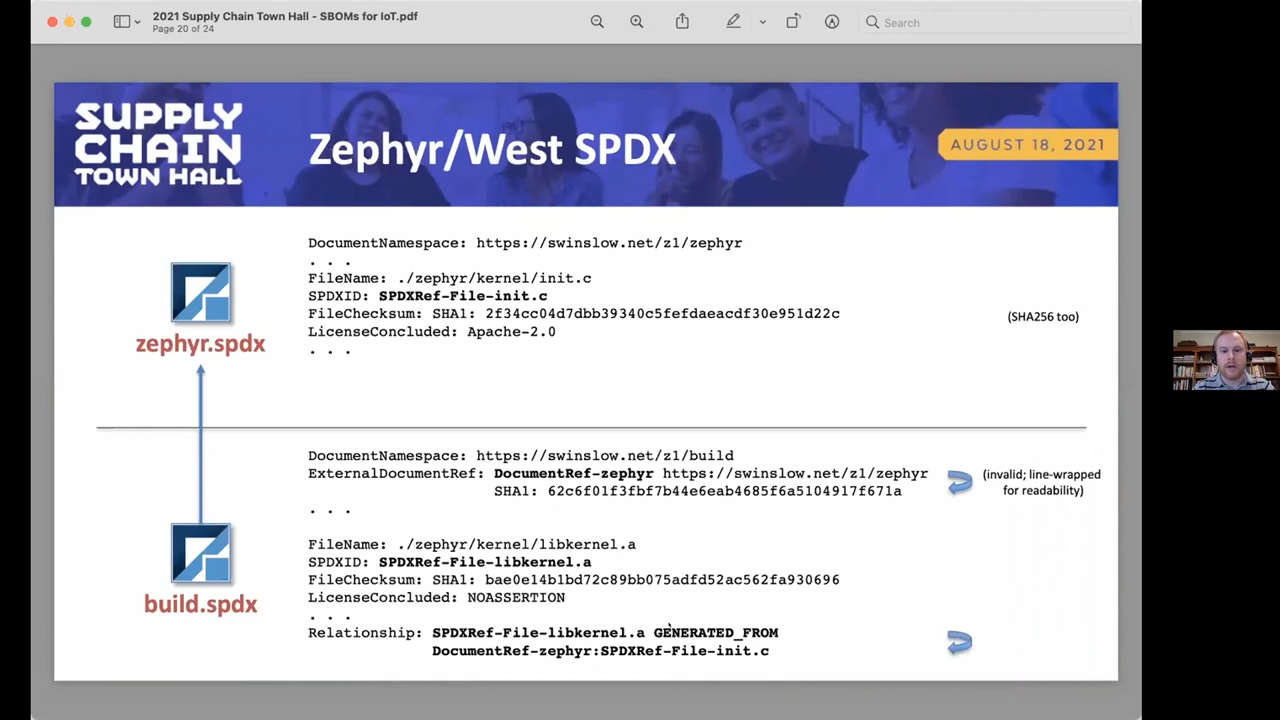 2021 Supply Chain Town Hall - SBOMs for IoT.pdf
Page 20 of 24
Search
SUPPLY
CHAIN
TOWN HALL
Zephyr/West SPDX
AUGUST 18, 2021
DocumentNamespace: https://swinslow.net/z1/zephyr
. . .
FileName: ./zephyr/kernel/init.c
SPDXID: SPDXRef-File-init.c
FileChecksum: SHA1: 2f34cc04d7dbb39340c5fefdaeacdf30e951d22c
(SHA256 too)
LicenseConcluded: Apache-2.0
. . .
zephyr.spdx
DocumentNamespace: https://swinslow.net/z1/build
ExternalDocumentRef: DocumentRef-zephyr https://swinslow.net/z1/zephyr
SHA1: 62c6f01f3fbf7b44e6eab4685f6a5104917f671a
(invalid; line-wrapped
for readability)
. . .
FileName: ./zephyr/kernel/libkernel.a
SPDXID: SPDXRef-File-libkernel.a
FileChecksum: SHA1: bae0e14b1bd72c89bb075adfd52ac562fa930696
LicenseConcluded: NOASSERTION
. . .
build.spdx
Relationship: SPDXRef-File-libkernel.a GENERATED_FROM
DocumentRef-zephyr:SPDXRef-File-init.c